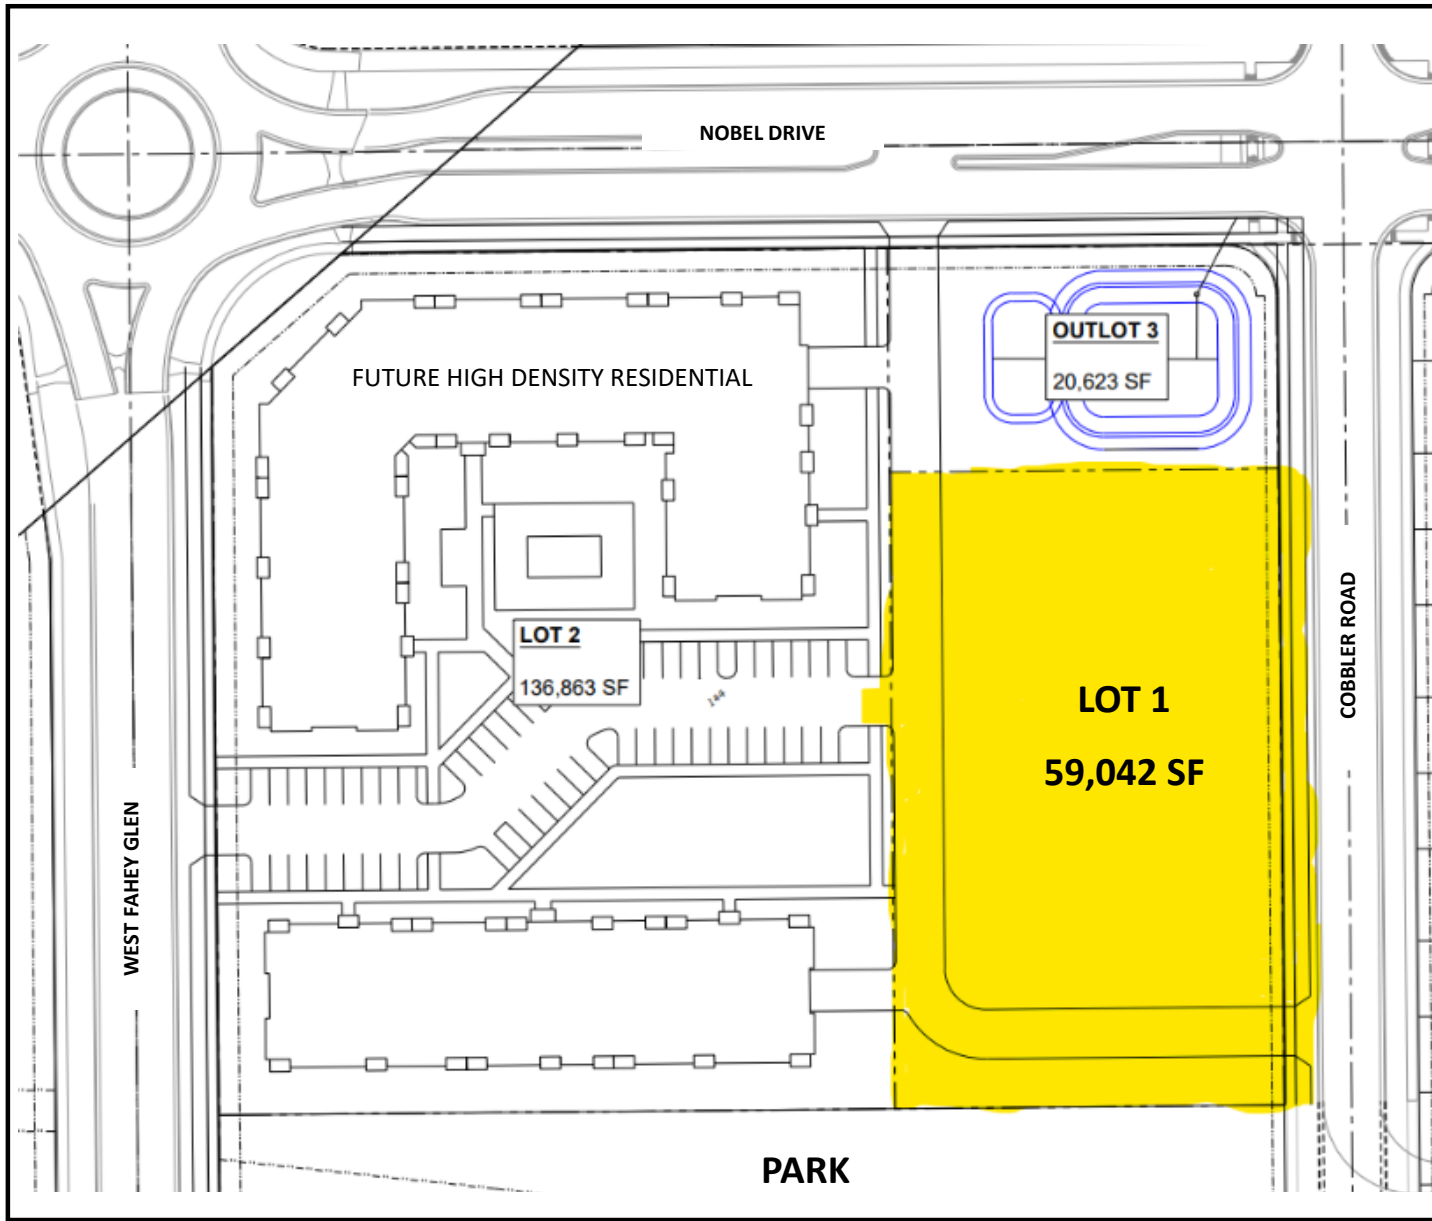 NOBEL DRIVE
OUTLOT 3
20,623 SF
FUTURE HIGH DENSITY RESIDENTIAL
LOT 2
136,863 SF
144
LOT 1
59,042 SF
COBBLER ROAD
WEST FAHEY GLEN
PARK